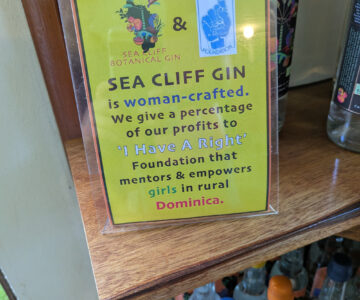 SEA CLIFF
BOTANICAL GIN
&
SEA CLIFF GIN
is woman-crafted.
We give a percentage
of our profits to
'I Have A Right'
Foundation that
mentors & empowers
girls in rural
Dominica.